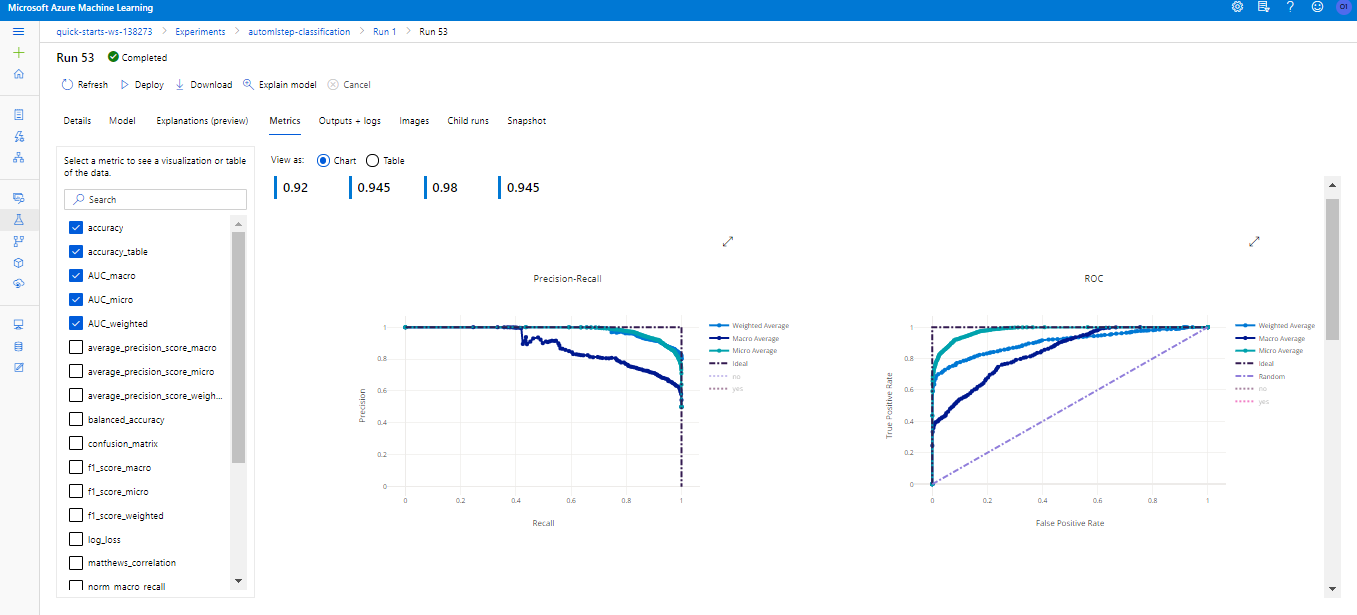 Microsoft Azure Machine Learning
?
O1
quick-starts-ws-138273 > Experiments > automlstep-classification > Run 1 > Run 53
Run 53 Completed
Refresh Deploy Download Explain model Cancel
Details Model Explanations (preview) Metrics Outputs + logs Images Child runs Snapshot
Select a metric to see a visualization or table
of the data.
Search
accuracy
accuracy_table
AUC_macro
AUC_micro
AUC_weighted
average_precision_score_macro
average_precision_score_micro
average_precision_score_weigh...
balanced_accuracy
confusion_matrix
f1_score_macro
f1_score_micro
f1_score_weighted
log_loss
matthews_correlation
norm_macro_recall
View as: Chart Table
0.92 0.945 0.98 0.945
Precision-Recall
1
0.8
0.6
0.4
0.2
0
Precision
0 0.2 0.4 0.6 0.8 1
Recall
Weighted Average
Macro Average
Micro Average
Ideal
no
yes
ROC
1
0.8
0.6
0.4
0.2
0
True Positive Rate
0 0.2 0.4 0.6 0.8 1
False Positive Rate
Weighted Average
Macro Average
Micro Average
Ideal
Random
no
yes